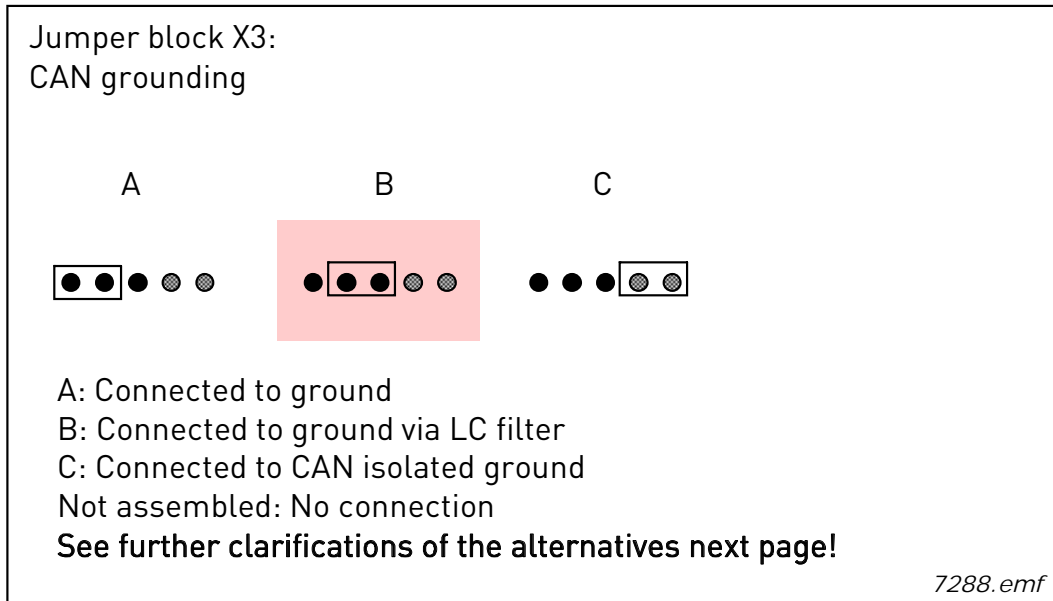 Jumper block X3:
CAN grounding
A B C
A: Connected to ground
B: Connected to ground via LC filter
C: Connected to CAN isolated ground
Not assembled: No connection
See further clarifications of the alternatives next page!
7288.emf